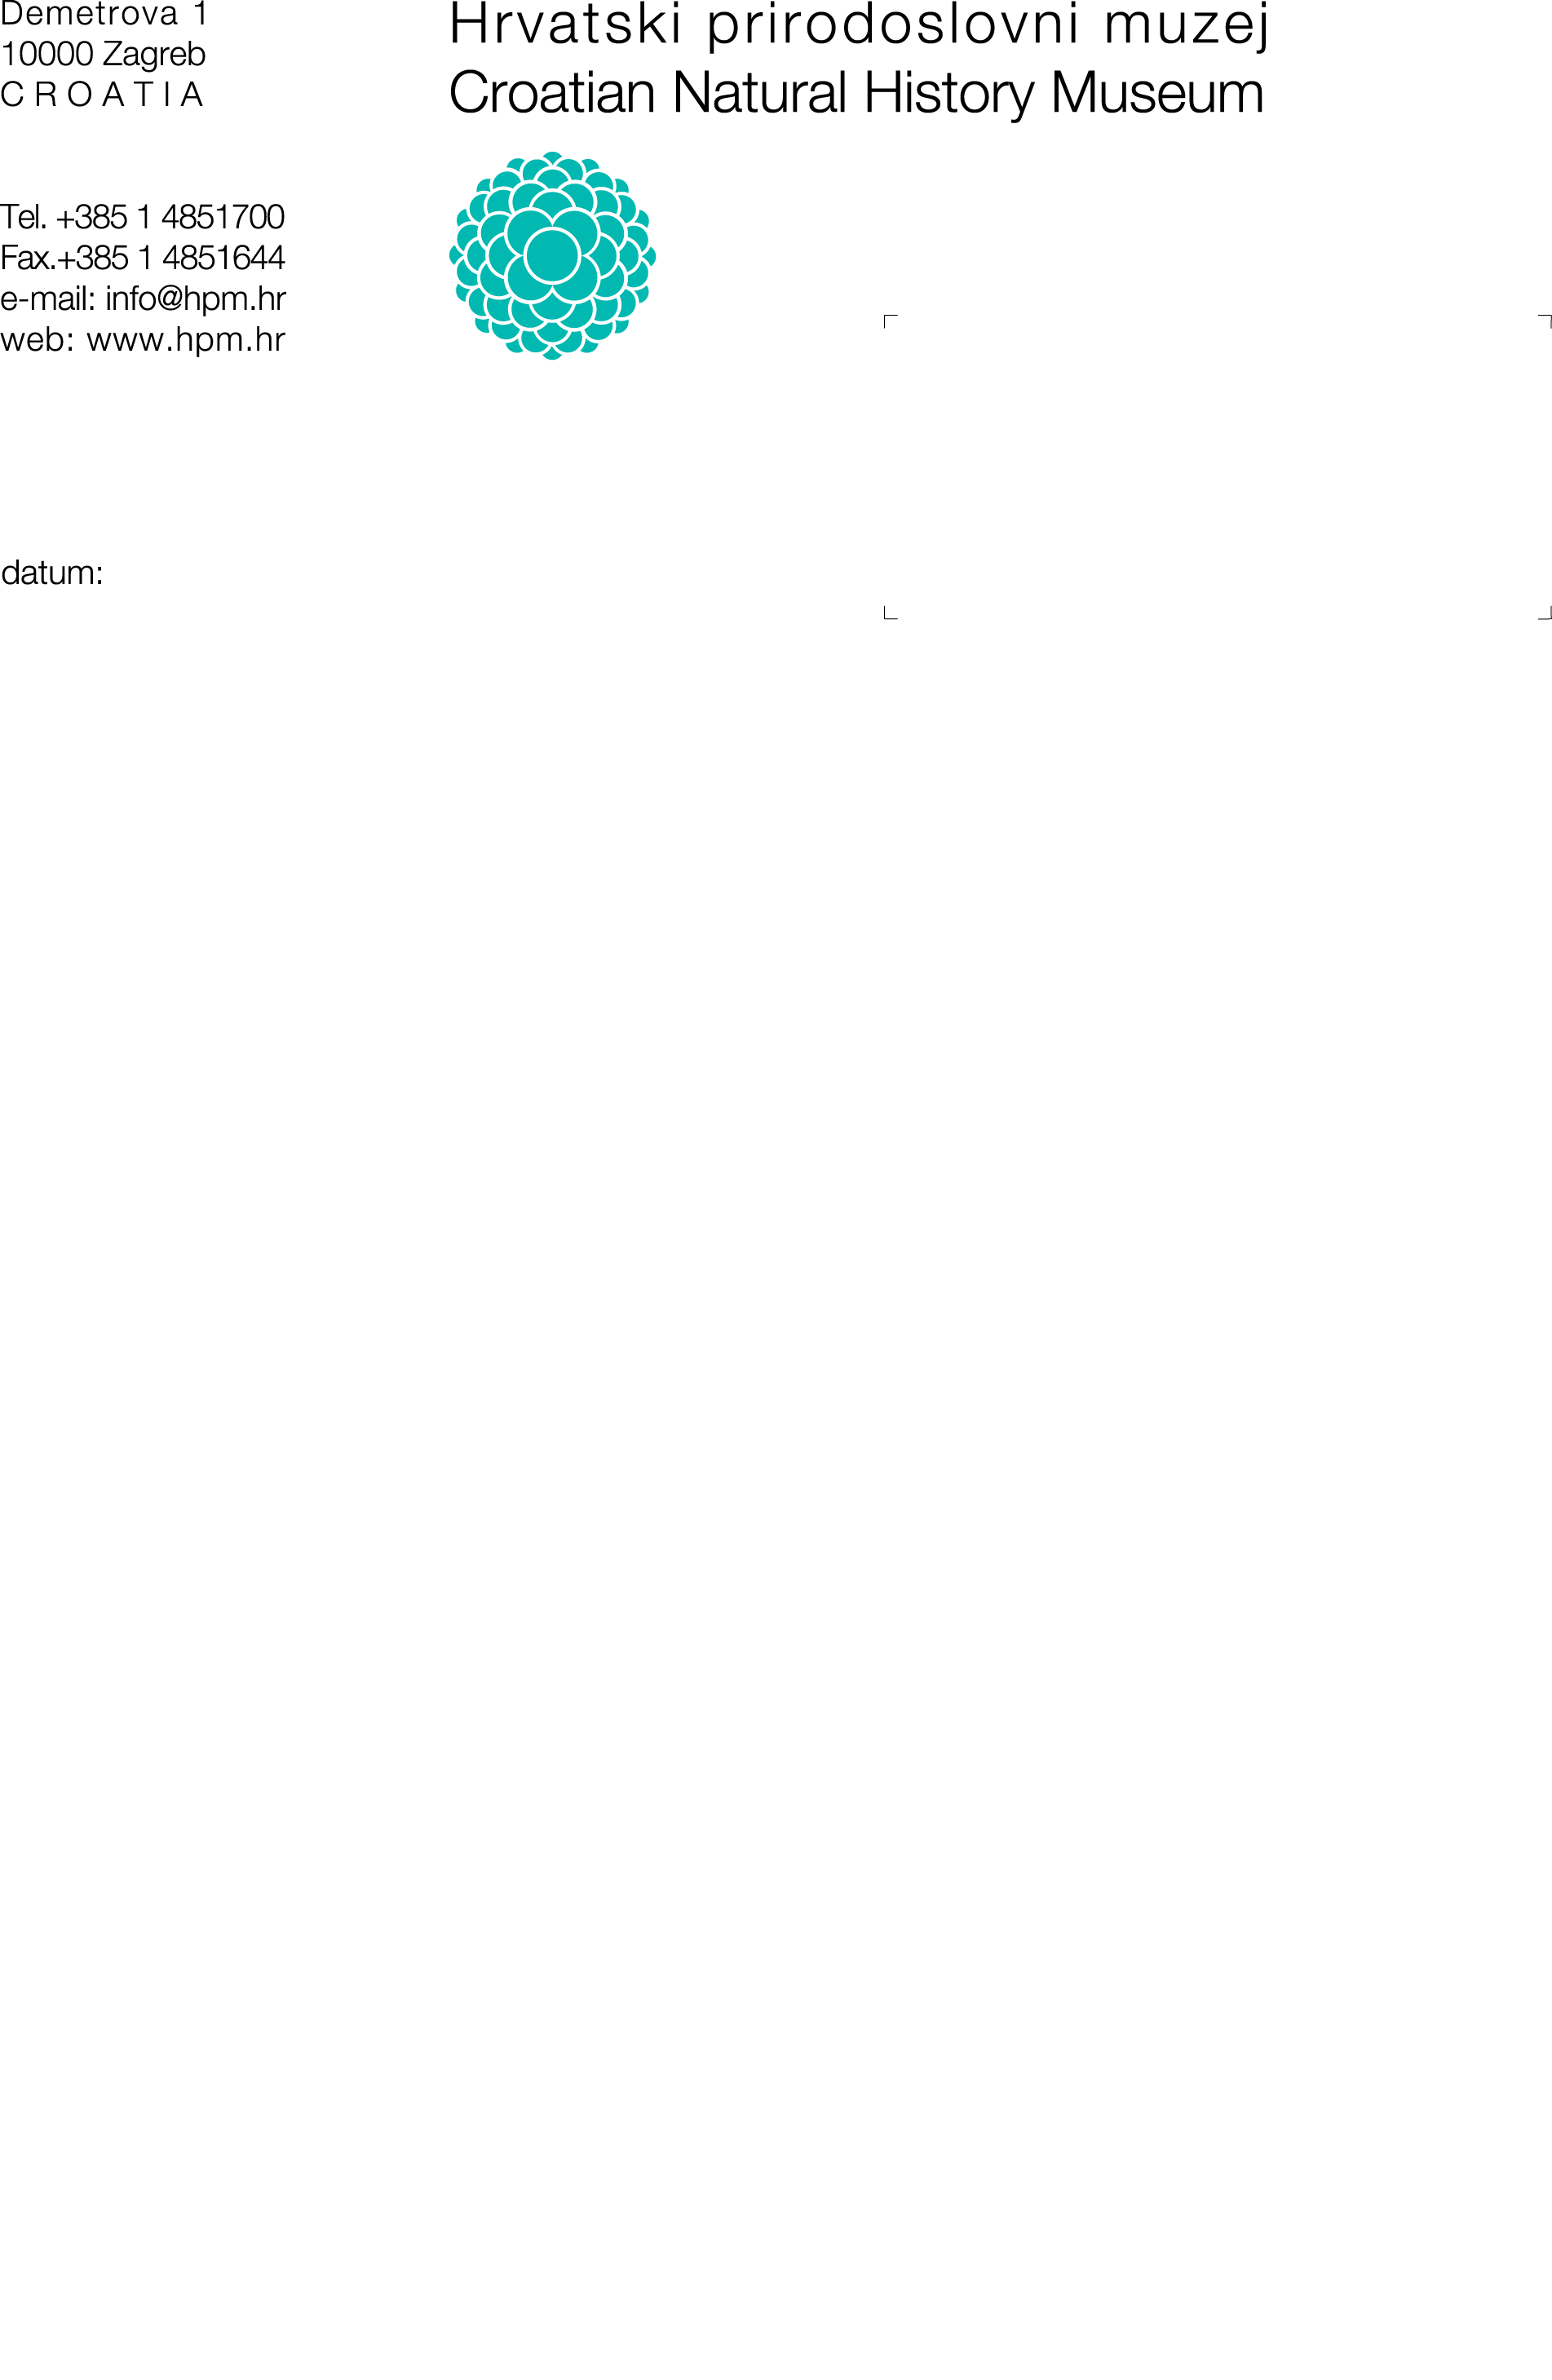 Demetrova 1
10000 Zagreb
CROATIA
Tel. +385 1 4851700
Fax.+385 1 4851644
e-mail: info@hpm.hr
web: www.hpm.hr
datum:
Hrvatski prirodoslovni muzej
Croatian Natural History Museum